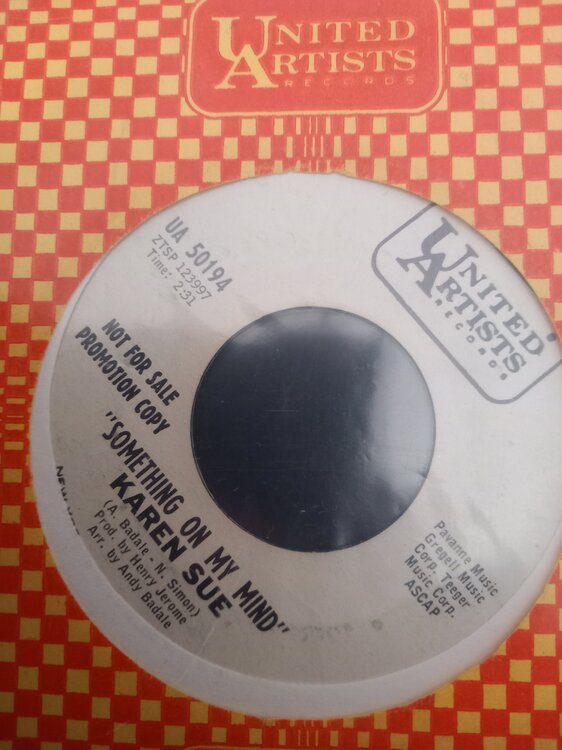 UNITED
ARTISTS
RECORDS
UNITED
ARTISTS
RECORDS
UA 50194
ZTSP 123997
Time: 2:31
NOT FOR SALE
PROMOTION COPY
"SOMETHING ON MY MIND"
KAREN SUE
(A. Badale - N. Simon)
Prod. by Henry Jerome
Arr. by Andy Badale
Pavanne Music
Gregell Music
Corp. Teeger
Music Corp.
ASCAP